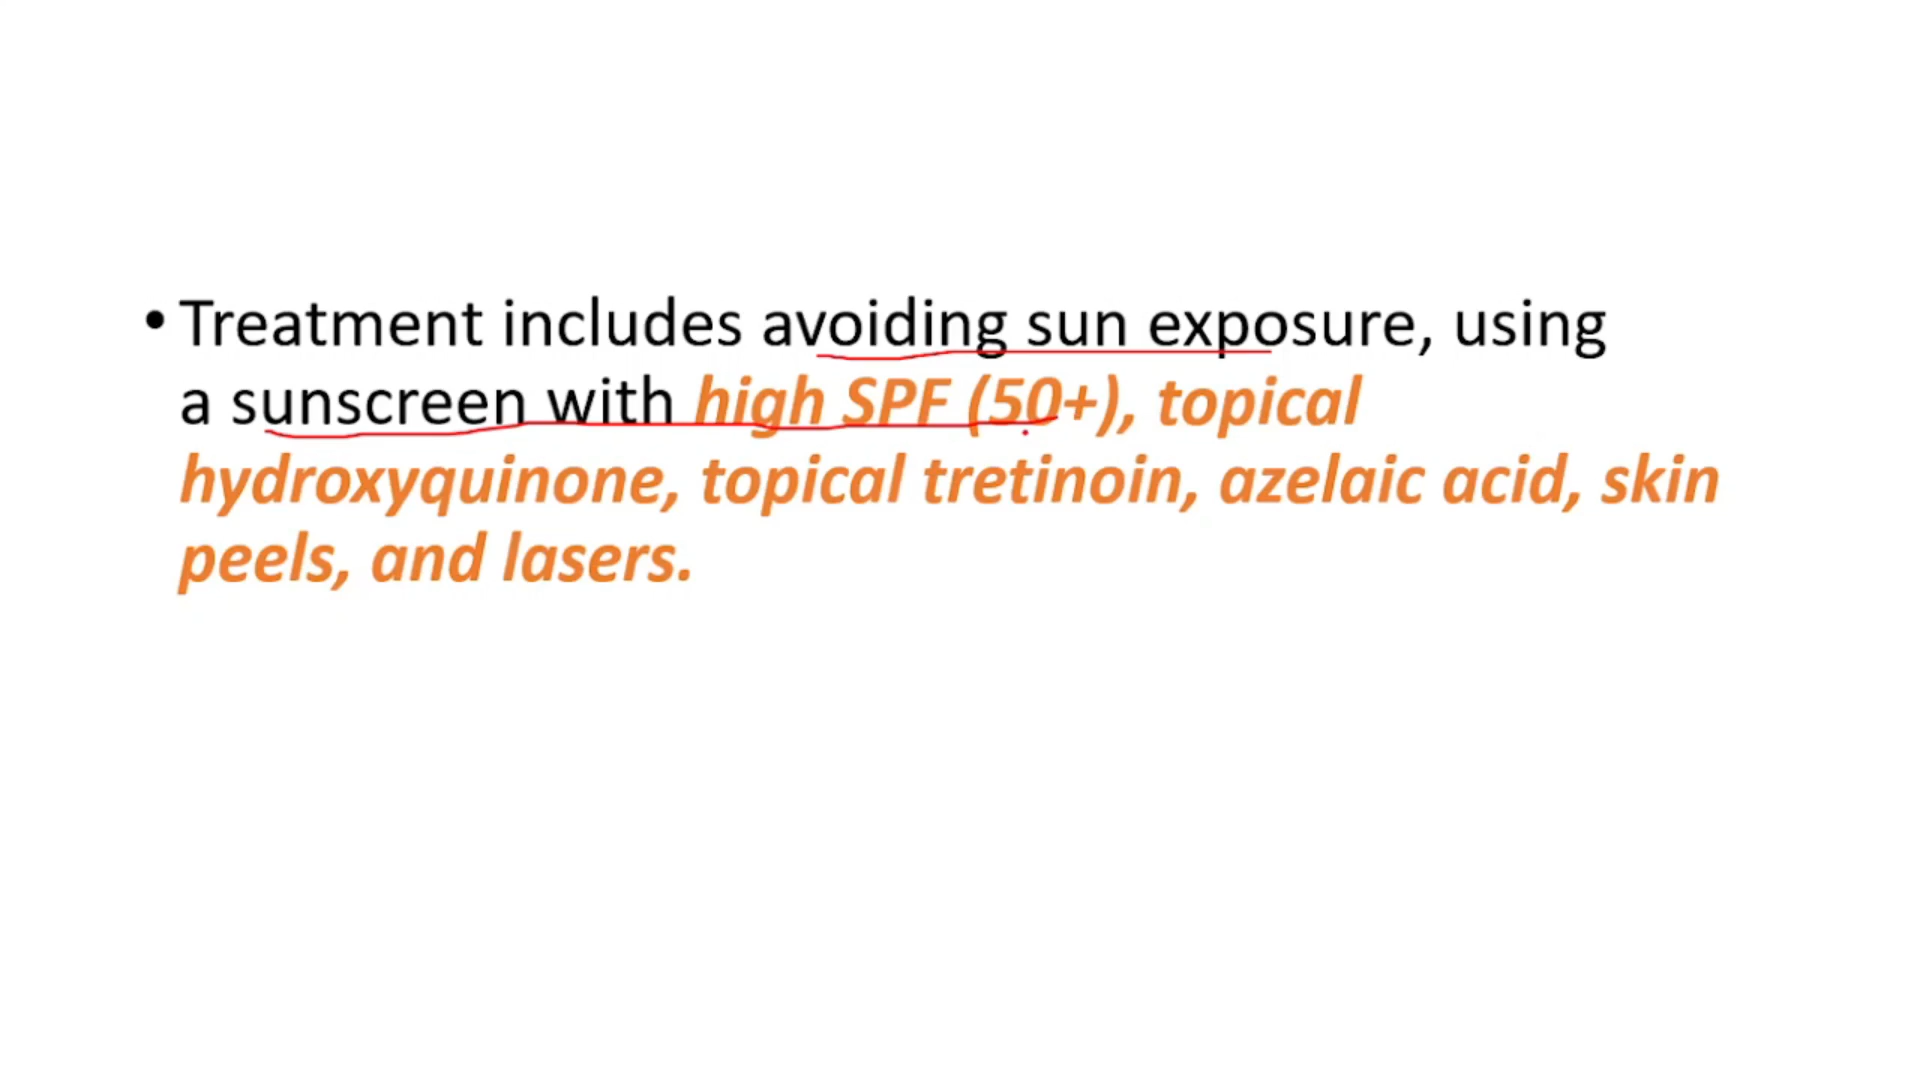 • Treatment includes avoiding sun exposure, using
a sunscreen with high SPF (50+), topical
hydroxyquinone, topical tretinoin, azelaic acid, skin
peels, and lasers.